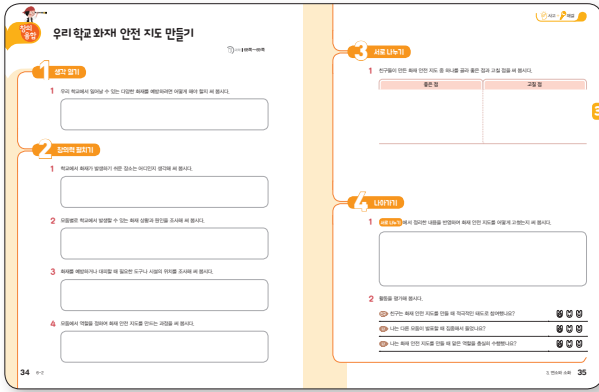 창의
융합
우리 학교 화재 안전 지도 만들기
1 생각 열기
1 우리 학교에서 일어날 수 있는 다양한 화재를 예방하려면 어떻게 해야 할지 써 봅시다.
2 창의력 펼치기
1 학교에서 화재가 발생하기 쉬운 장소는 어디인지 생각해 써 봅시다.
2 모둠별로 학교에서 발생할 수 있는 화재 상황과 원인을 조사해 써 봅시다.
3 화재를 예방하거나 대피할 때 필요한 도구나 시설의 위치를 조사해 써 봅시다.
4 모둠에서 역할을 정하여 화재 안전 지도를 만드는 과정을 써 봅시다.
34
3 서로 나누기
1 친구들이 만든 화재 안전 지도 중 하나를 골라 좋은 점과 고칠 점을 써 봅시다.
좋은 점 고칠 점
3
4 나아가기
1 서로 나누기 에서 정리한 내용을 반영하여 화재 안전 지도를 어떻게 고쳤는지 써 봅시다.
2 활동을 평가해 봅시다.
친구는 화재 안전 지도를 만들 때 적극적인 태도로 참여했나요?
나는 다른 모둠이 발표할 때 집중해서 들었나요?
나는 화재 안전 지도를 만들 때 맡은 역할을 충실히 수행했나요?
3. 연소와 소화 35